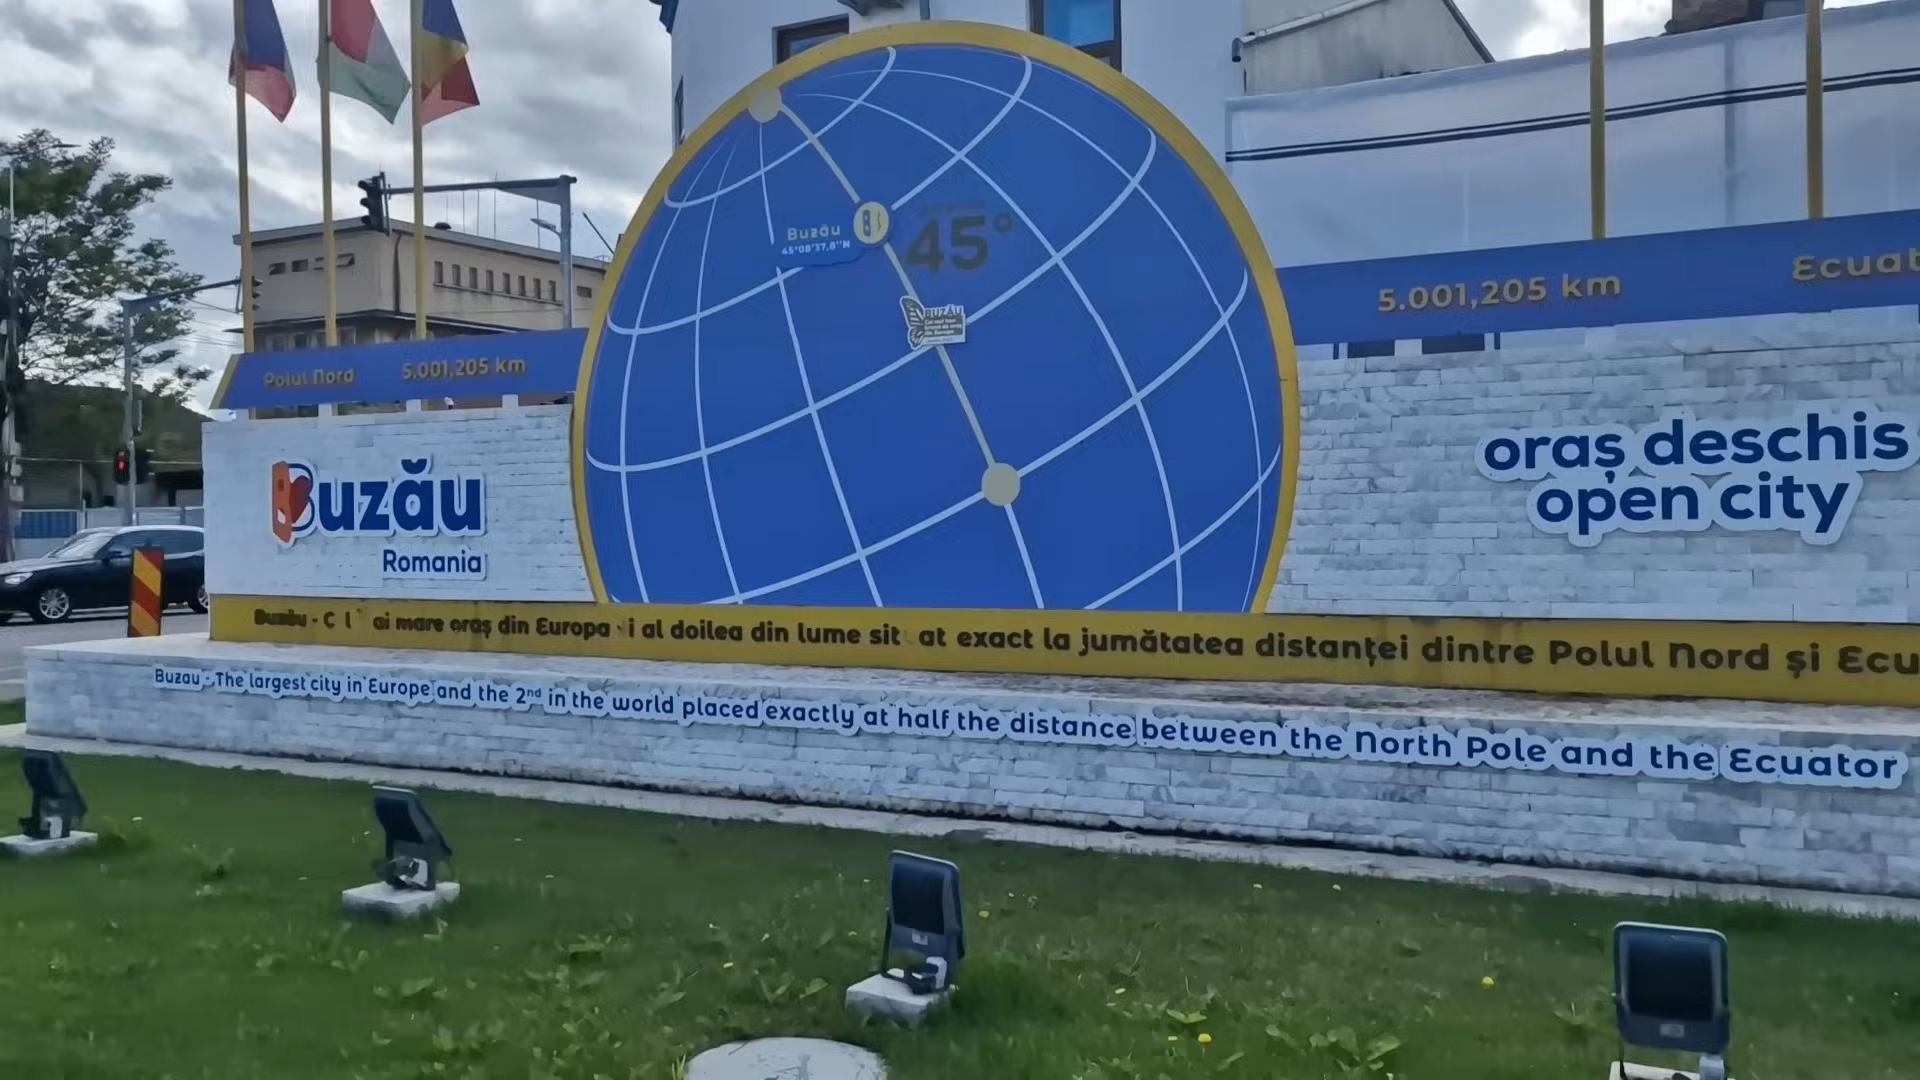 Buzău
45°08'37,8''N
45°
BUZĂU
Polul Nord 5.001,205 km
5.001,205 km Ecuat
Buzău
Romania
oraș deschis
open city
Buzău - C l ai mare oraș din Europa i al doilea din lume sit at exact la jumătatea distanței dintre Polul Nord și Ecu
Buzau - The largest city in Europe and the 2nd in the world placed exactly at half the distance between the North Pole and the Ecuator